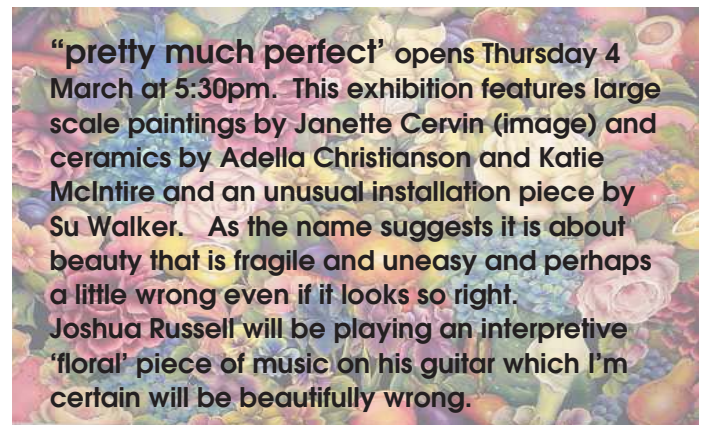 “pretty much perfect’ opens Thursday 4
March at 5:30pm.  This exhibition features large
scale paintings by Janette Cervin (image) and
ceramics by Adella Christianson and Katie
McIntire and an unusual installation piece by
Su Walker.   As the name suggests it is about
beauty that is fragile and uneasy and perhaps
a little wrong even if it looks so right.
Joshua Russell will be playing an interpretive
‘floral’ piece of music on his guitar which I’m
certain will be beautifully wrong.